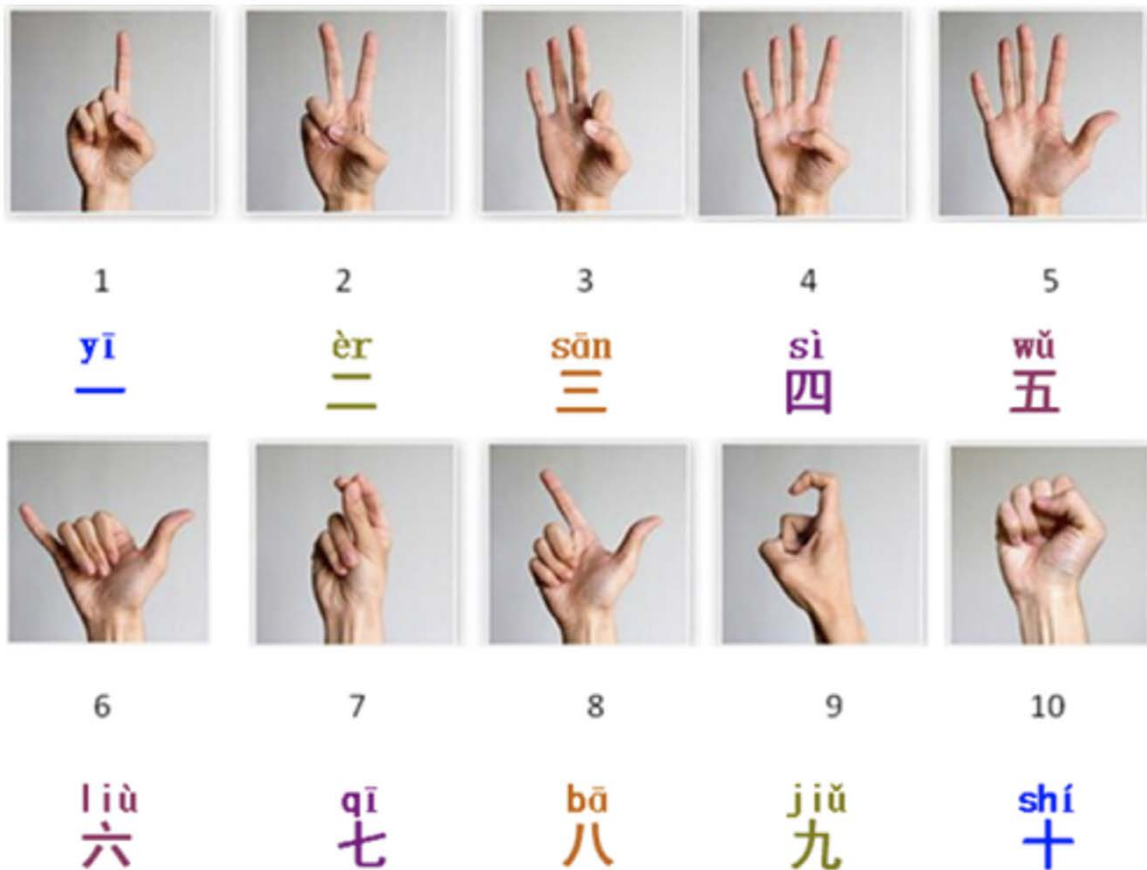 1 2 3 4 5
yī èr sān sì wǔ
一 二 三 四 五
6 7 8 9 10
liù qī bā jiǔ shí
六 七 八 九 十